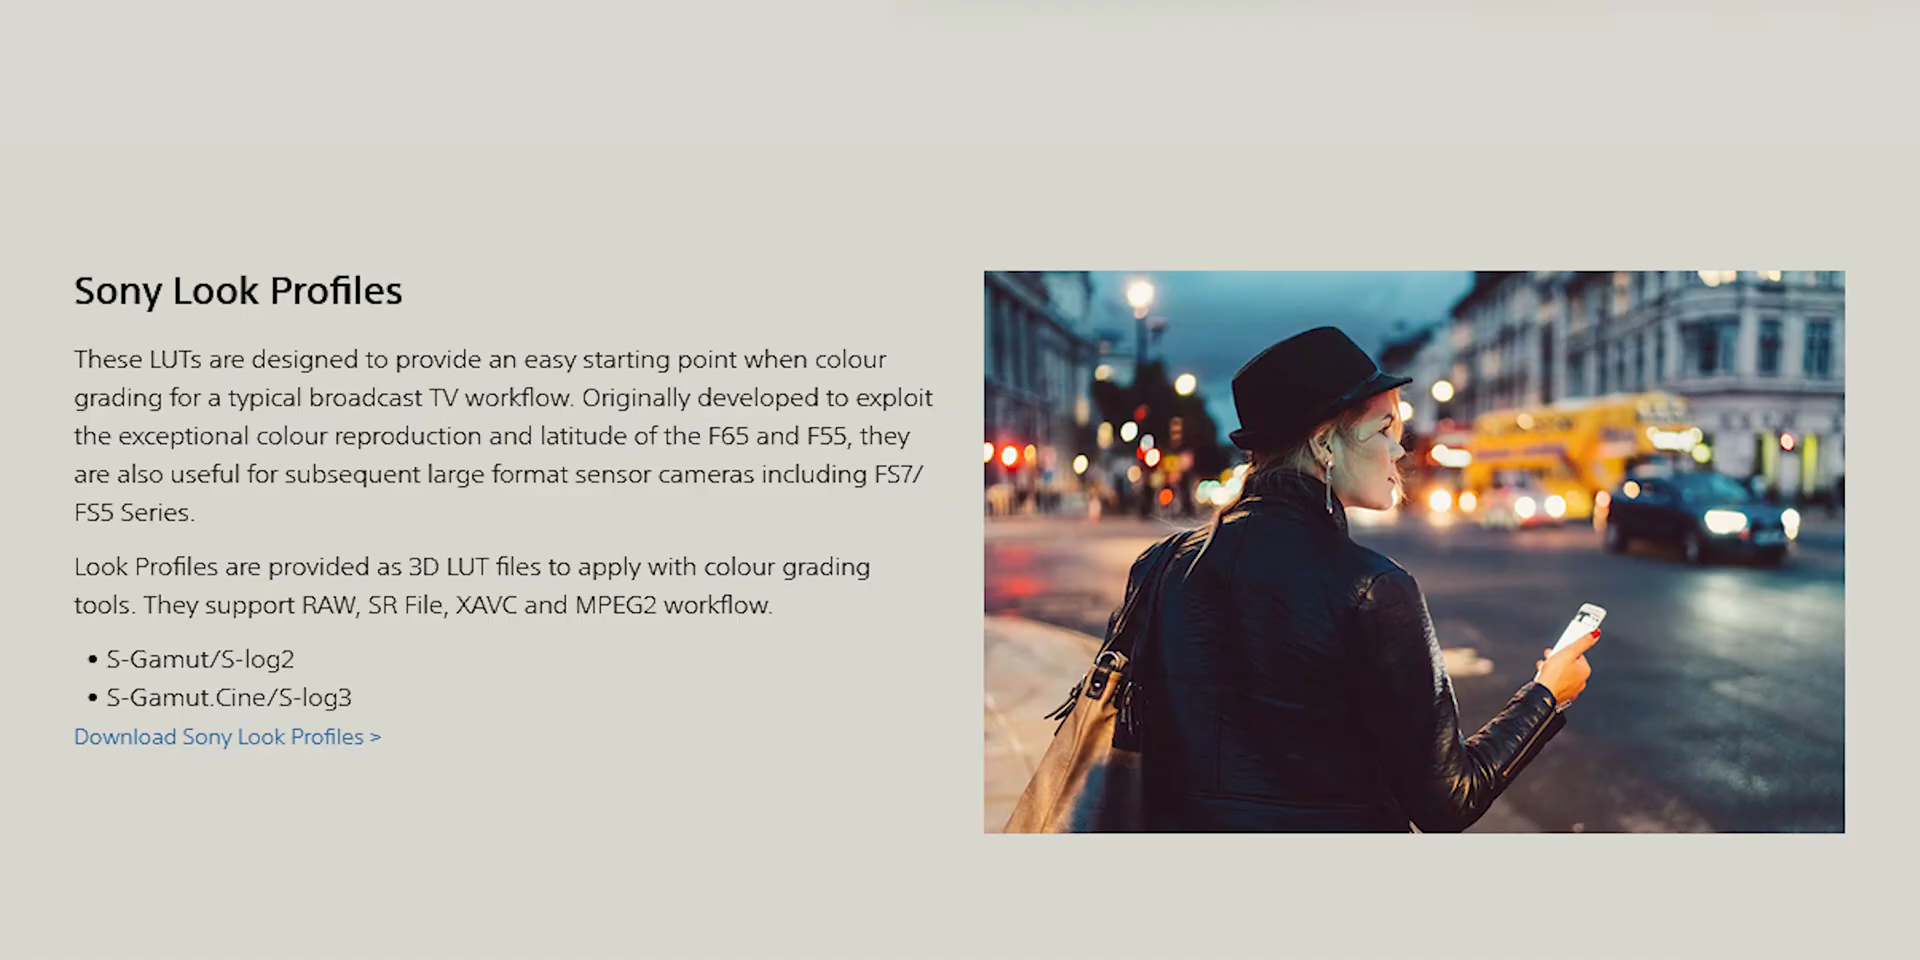 Sony Look Profiles
These LUTs are designed to provide an easy starting point when colour
grading for a typical broadcast TV workflow. Originally developed to exploit
the exceptional colour reproduction and latitude of the F65 and F55, they
are also useful for subsequent large format sensor cameras including FS7/
FS5 Series.
Look Profiles are provided as 3D LUT files to apply with colour grading
tools. They support RAW, SR File, XAVC and MPEG2 workflow.
• S-Gamut/S-log2
• S-Gamut.Cine/S-log3
Download Sony Look Profiles >